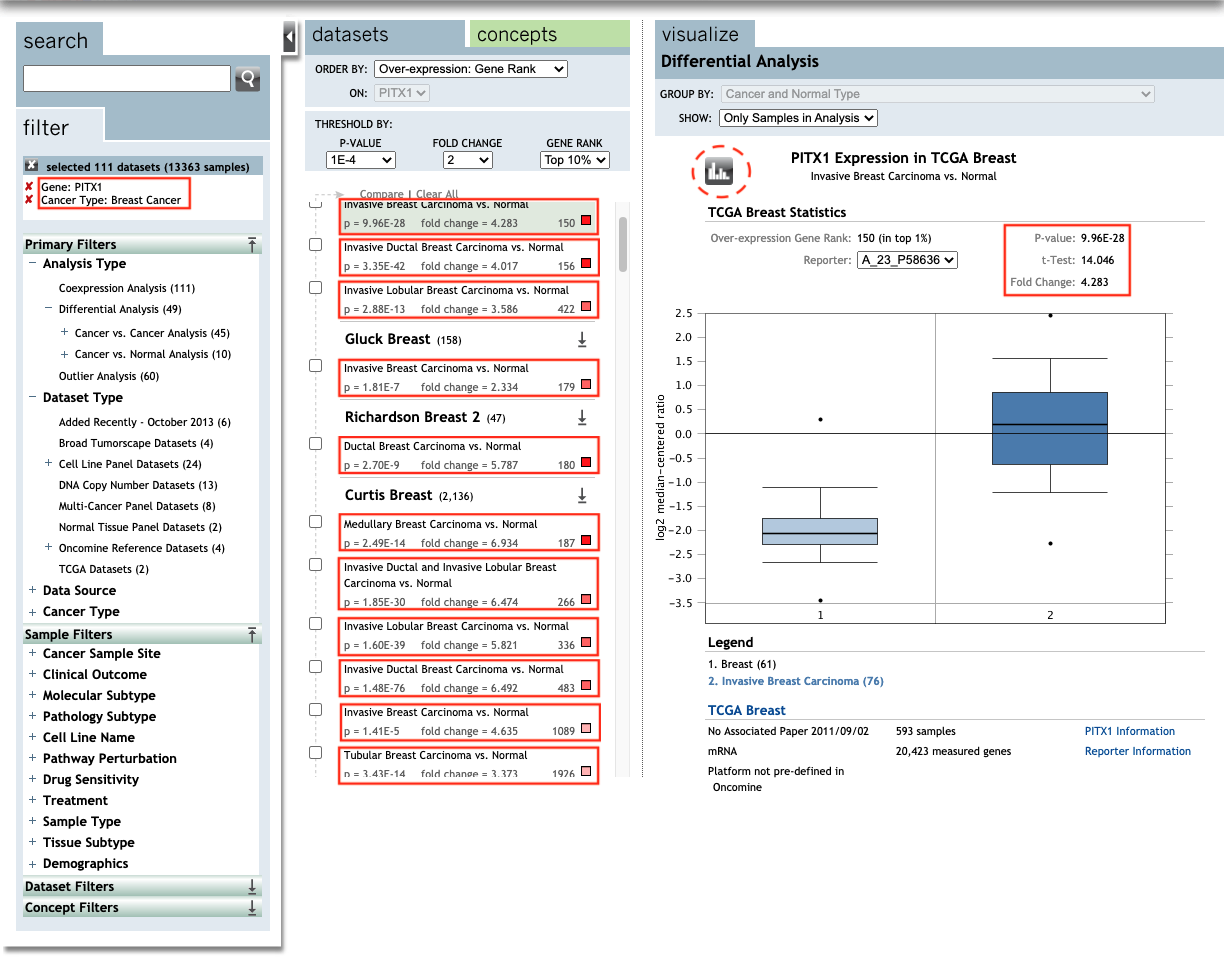 search
filter
selected 111 datasets (13363 samples)
Gene: PITX1
Cancer Type: Breast Cancer
Primary Filters
Analysis Type
Coexpression Analysis (111)
Differential Analysis (49)
Cancer vs. Cancer Analysis (45)
Cancer vs. Normal Analysis (10)
Outlier Analysis (60)
Dataset Type
Added Recently - October 2013 (6)
Broad Tumorscape Datasets (4)
Cell Line Panel Datasets (24)
DNA Copy Number Datasets (13)
Multi-Cancer Panel Datasets (8)
Normal Tissue Panel Datasets (2)
Oncomine Reference Datasets (4)
TCGA Datasets (2)
Data Source
Cancer Type
Sample Filters
Cancer Sample Site
Clinical Outcome
Molecular Subtype
Pathology Subtype
Cell Line Name
Pathway Perturbation
Drug Sensitivity
Treatment
Sample Type
Tissue Subtype
Demographics
Dataset Filters
Concept Filters
datasets concepts
ORDER BY: Over-expression: Gene Rank
ON: PITX1
THRESHOLD BY:
P-VALUE FOLD CHANGE GENE RANK
1E-4 2 Top 10%
Compare | Clear All
Invasive Breast Carcinoma vs. Normal
p = 9.96E-28 fold change = 4.283 150
Invasive Ductal Breast Carcinoma vs. Normal
p = 3.35E-42 fold change = 4.017 156
Invasive Lobular Breast Carcinoma vs. Normal
p = 2.88E-13 fold change = 3.586 422
Gluck Breast (158)
Invasive Breast Carcinoma vs. Normal
p = 1.81E-7 fold change = 2.334 179
Richardson Breast 2 (47)
Ductal Breast Carcinoma vs. Normal
p = 2.70E-9 fold change = 5.787 180
Curtis Breast (2,136)
Medullary Breast Carcinoma vs. Normal
p = 2.49E-14 fold change = 6.934 187
Invasive Ductal and Invasive Lobular Breast
Carcinoma vs. Normal
p = 1.85E-30 fold change = 6.474 266
Invasive Lobular Breast Carcinoma vs. Normal
p = 1.60E-39 fold change = 5.821 336
Invasive Ductal Breast Carcinoma vs. Normal
p = 1.48E-76 fold change = 6.492 483
Invasive Breast Carcinoma vs. Normal
p = 1.41E-5 fold change = 4.635 1089
Tubular Breast Carcinoma vs. Normal
p = 3.43E-14 fold change = 3.373 1926
visualize
Differential Analysis
GROUP BY: Cancer and Normal Type
SHOW: Only Samples in Analysis
PITX1 Expression in TCGA Breast
Invasive Breast Carcinoma vs. Normal
TCGA Breast Statistics
Over-expression Gene Rank: 150 (in top 1%) P-value: 9.96E-28
Reporter: A_23_P58636 t-Test: 14.046
Fold Change: 4.283
log2 median-centered ratio
2.5
2.0
1.5
1.0
0.5
0.0
-0.5
-1.0
-1.5
-2.0
-2.5
-3.0
-3.5
1 2
Legend
1. Breast (61)
2. Invasive Breast Carcinoma (76)
TCGA Breast
No Associated Paper 2011/09/02 593 samples PITX1 Information
mRNA 20,423 measured genes Reporter Information
Platform not pre-defined in
Oncomine